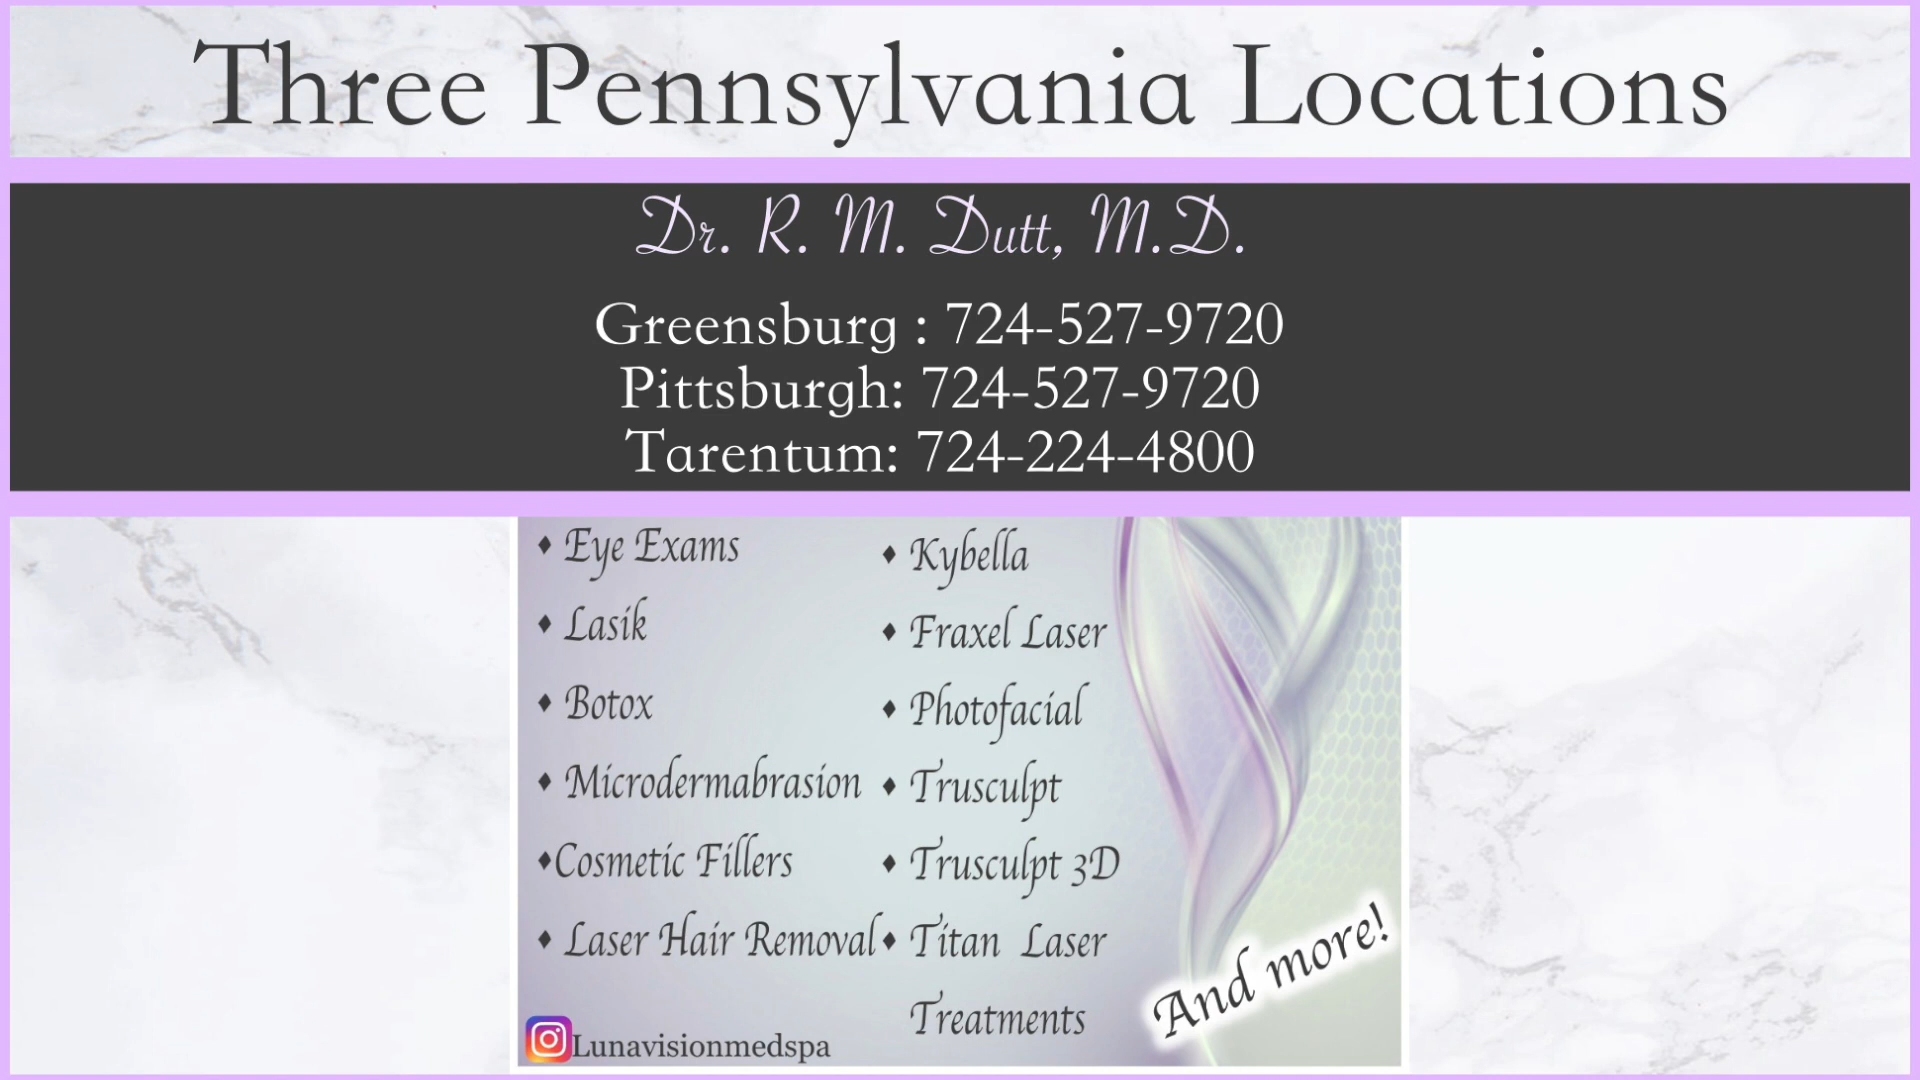 Three Pennsylvania Locations
Dr. R. M. Dutt, M.D.
Greensburg : 724-527-9720
Pittsburgh: 724-527-9720
Tarentum: 724-224-4800
♦ Eye Exams
♦ Lasik
♦ Botox
♦ Microdermabrasion
♦Cosmetic Fillers
♦ Laser Hair Removal
♦ Kybella
♦ Fraxel Laser
♦ Photofacial
♦ Trusculpt
♦ Trusculpt 3D
♦ Titan Laser
Treatments
And more!
Lunavisionmedspa